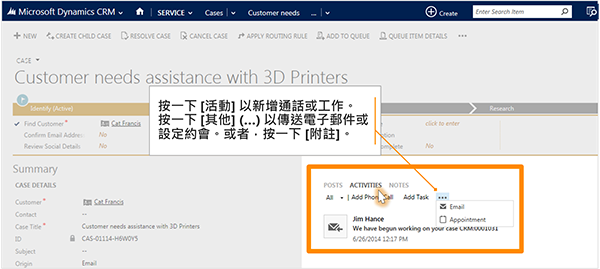 Microsoft Dynamics CRM
SERVICE
Cases
Customer needs
...
Create
Enter Search Item
NEW
CREATE CHILD CASE
RESOLVE CASE
CANCEL CASE
APPLY ROUTING RULE
ADD TO QUEUE
QUEUE ITEM DETAILS
...
CASE
Customer needs assistance with 3D Printers
按一下 [活動] 以新增通話或工作。
按一下 [其他] (...) 以傳送電子郵件或
設定約會。或者，按一下 [附註]。
Identify (Active)
Research
Find Customer Cat Francis
click to enter
Confirm Email Address No
Review Social Details No
Summary
CASE DETAILS
Customer * Cat Francis
Contact --
Case Title * Customer needs assistance with 3D Printers
ID CAS-01114-H6W0Y5
Subject --
Origin Email
POSTS ACTIVITIES NOTES
All Add Phone Call Add Task ...
Email
Appointment
Jim Hance
We have begun working on your case CRM:0001031
6/26/2014 12:17 PM